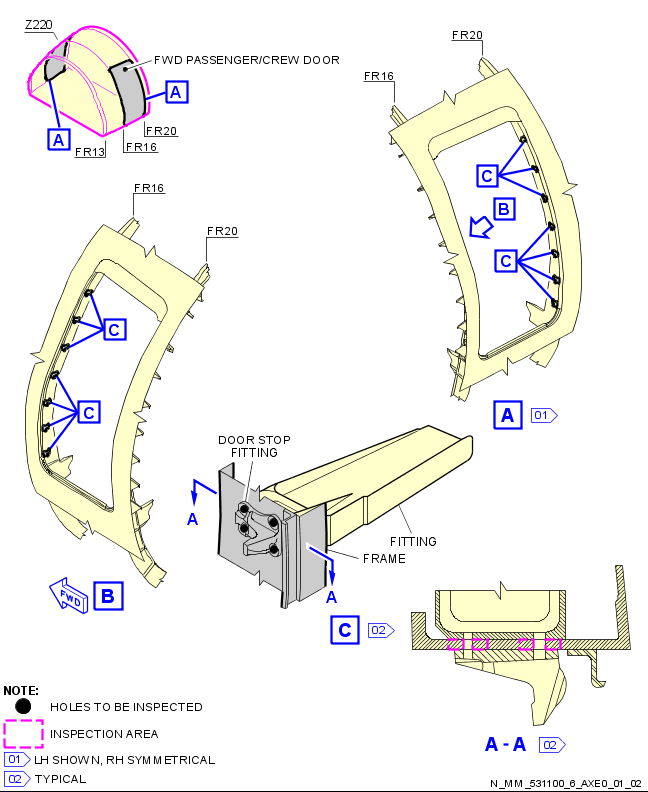 Z220
FWD PASSENGER/CREW DOOR
A
A
FR20
FR16
FR13
FR20
FR16
C
B
C
A
01
FR16
FR20
C
C
FWD
B
DOOR STOP
FITTING
A
FITTING
FRAME
A
C
02
A - A
02
NOTE:
HOLES TO BE INSPECTED
INSPECTION AREA
01 LH SHOWN, RH SYMMETRICAL
02 TYPICAL
N_MM_531100_6_AXE0_01_02